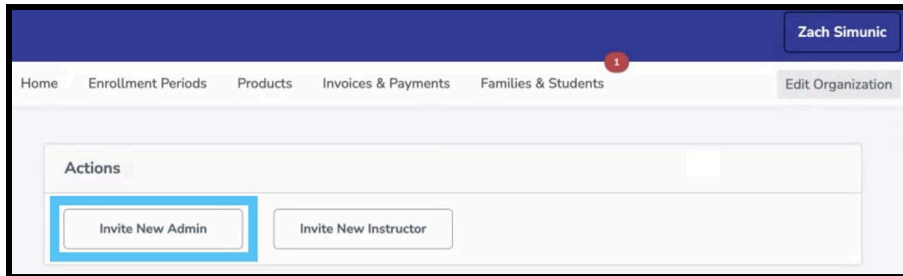 Zach Simunic
1
Home Enrollment Periods Products Invoices & Payments Families & Students Edit Organization
Actions
Invite New Admin Invite New Instructor